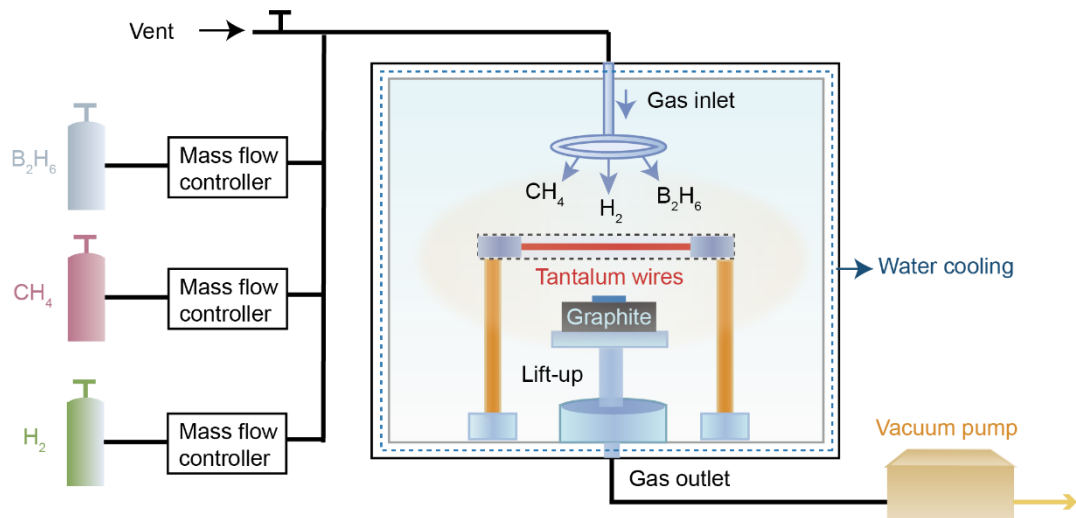 Vent
Gas inlet
B₂H₆
Mass flow
controller
CH₄
H₂
B₂H₆
Tantalum wires
Water cooling
CH₄
Mass flow
controller
Graphite
Lift-up
H₂
Mass flow
controller
Vacuum pump
Gas outlet